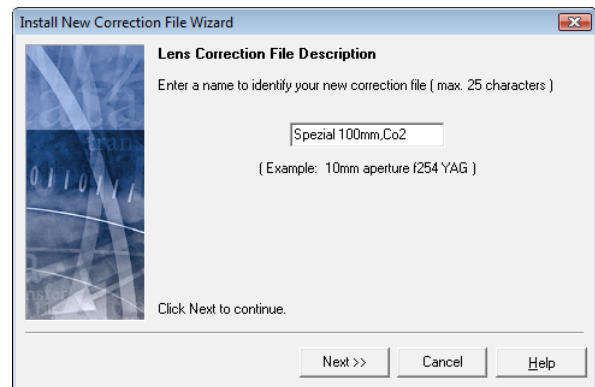 Install New Correction File Wizard
Lens Correction File Description
Enter a name to identify your new correction file ( max. 25 characters )
Spezial 100mm,Co2
( Example: 10mm aperture f254 YAG )
Click Next to continue.
Next >>
Cancel
Help